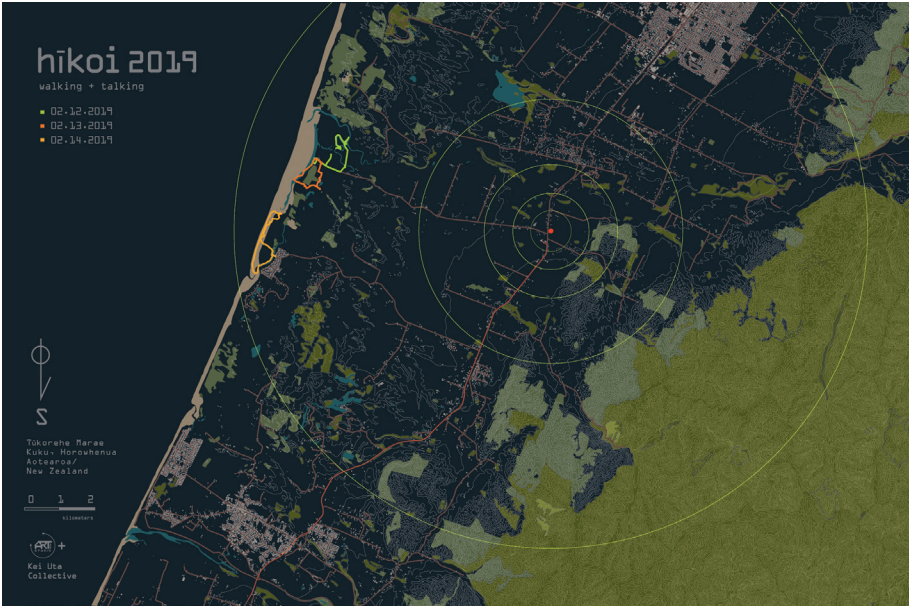 hīkoi 2019
walking + talking
02.12.2019
02.13.2019
02.14.2019
S
Tūkorehe Marae
Kuku, Horowhenua
Aotearoa/
New Zealand
0 1 2
kilometers
ART +
Kei Uta
Collective